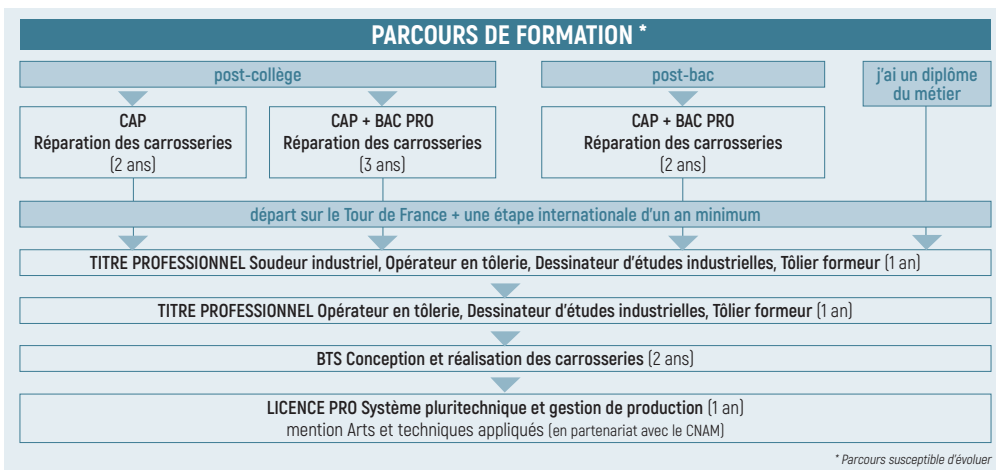 PARCOURS DE FORMATION *
post-collège
post-bac
j'ai un diplôme
du métier
CAP
Réparation des carrosseries
(2 ans)
CAP + BAC PRO
Réparation des carrosseries
(3 ans)
CAP + BAC PRO
Réparation des carrosseries
(2 ans)
départ sur le Tour de France + une étape internationale d'un an minimum
TITRE PROFESSIONNEL Soudeur industriel, Opérateur en tôlerie, Dessinateur d'études industrielles, Tôlier formeur (1 an)
TITRE PROFESSIONNEL Opérateur en tôlerie, Dessinateur d'études industrielles, Tôlier formeur (1 an)
BTS Conception et réalisation des carrosseries (2 ans)
LICENCE PRO Système pluritechnique et gestion de production (1 an)
mention Arts et techniques appliqués (en partenariat avec le CNAM)
* Parcours susceptible d'évoluer